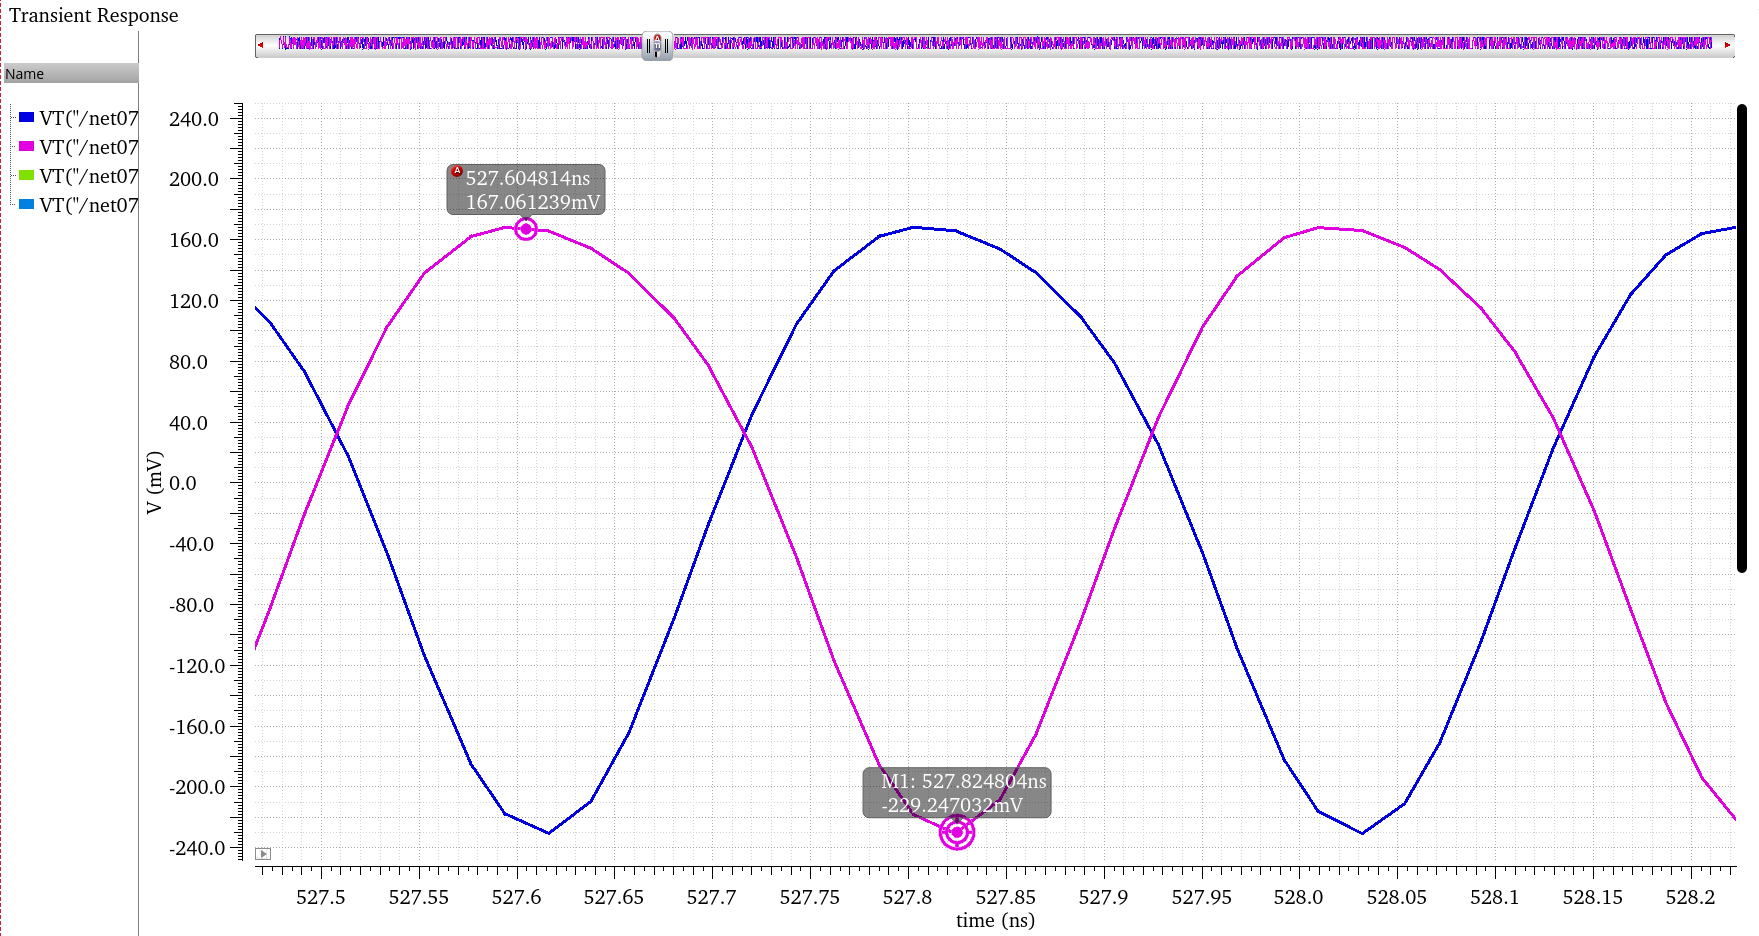 Transient Response
Name
VT("/net07
VT("/net07
VT("/net07
VT("/net07
240.0
200.0
160.0
120.0
80.0
40.0
0.0
-40.0
-80.0
-120.0
-160.0
-200.0
-240.0
V (mV)
A
527.604814ns
167.061239mV
M1: 527.824804ns
-229.247032mV
527.5 527.55 527.6 527.65 527.7 527.75 527.8 527.85 527.9 527.95 528.0 528.05 528.1 528.15 528.2
time (ns)